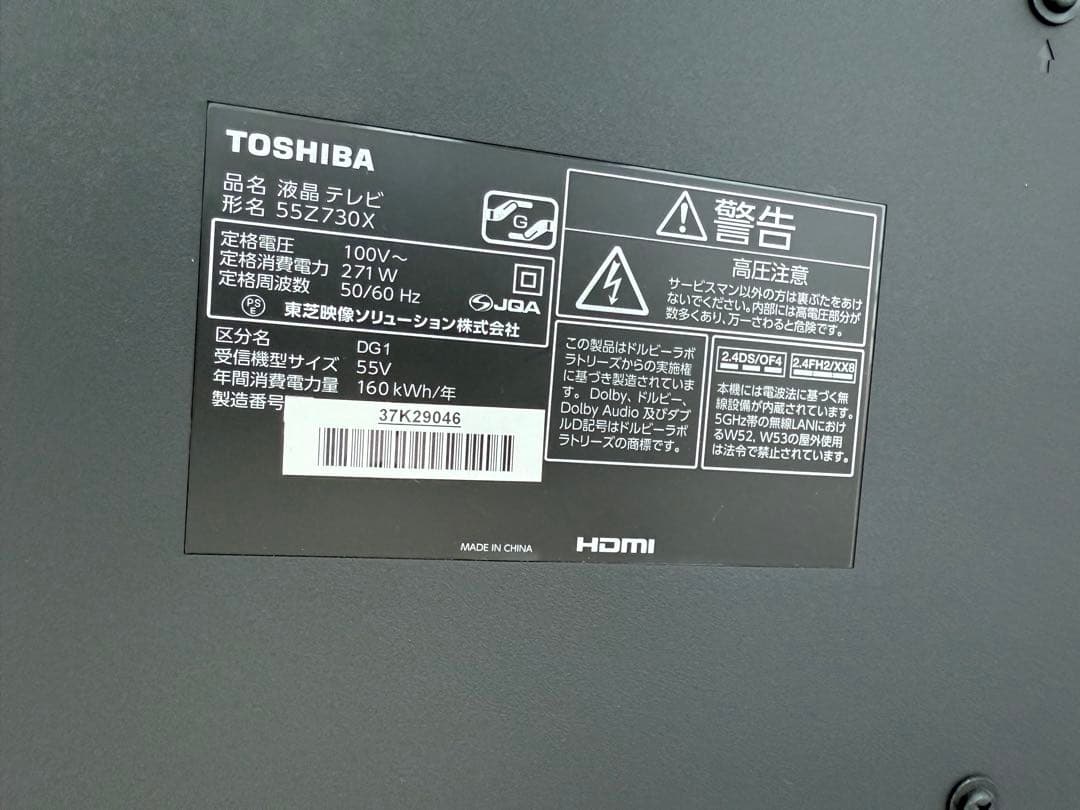 TOSHIBA
品名 液晶 テレビ
形名 55Z730X
G
定格電圧 100V～
定格消費電力 271W
定格周波数 50/60 Hz
PS
E
JQA
東芝映像ソリューション株式会社
区分名 DG1
受信機型サイズ 55V
年間消費電力量 160kWh/年
製造番号
37K29046
警告
高圧注意
サービスマン以外の方は裏ぶたをあけ
ないでください。内部には高電圧部分が
数多くあり、万一さわると危険です。
この製品はドルビーラボ
ラトリーズからの実施権
に基づき製造されていま
す。Dolby、ドルビー、
Dolby Audio 及びダブ
ルD記号はドルビーラボ
ラトリーズの商標です。
2.4DS/OF4 2.4FH2/XX8
本機には電波法に基づく無
線設備が内蔵されています。
5GHz帯の無線LANにおけ
るW52, W53の屋外使用
は法令で禁止されています。
MADE IN CHINA
HDMI